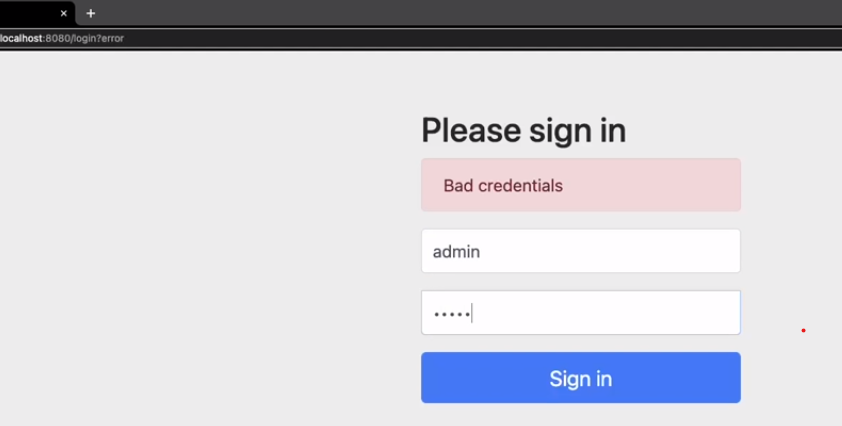 localhost:8080/login?error
Please sign in
Bad credentials
admin
•••••
Sign in